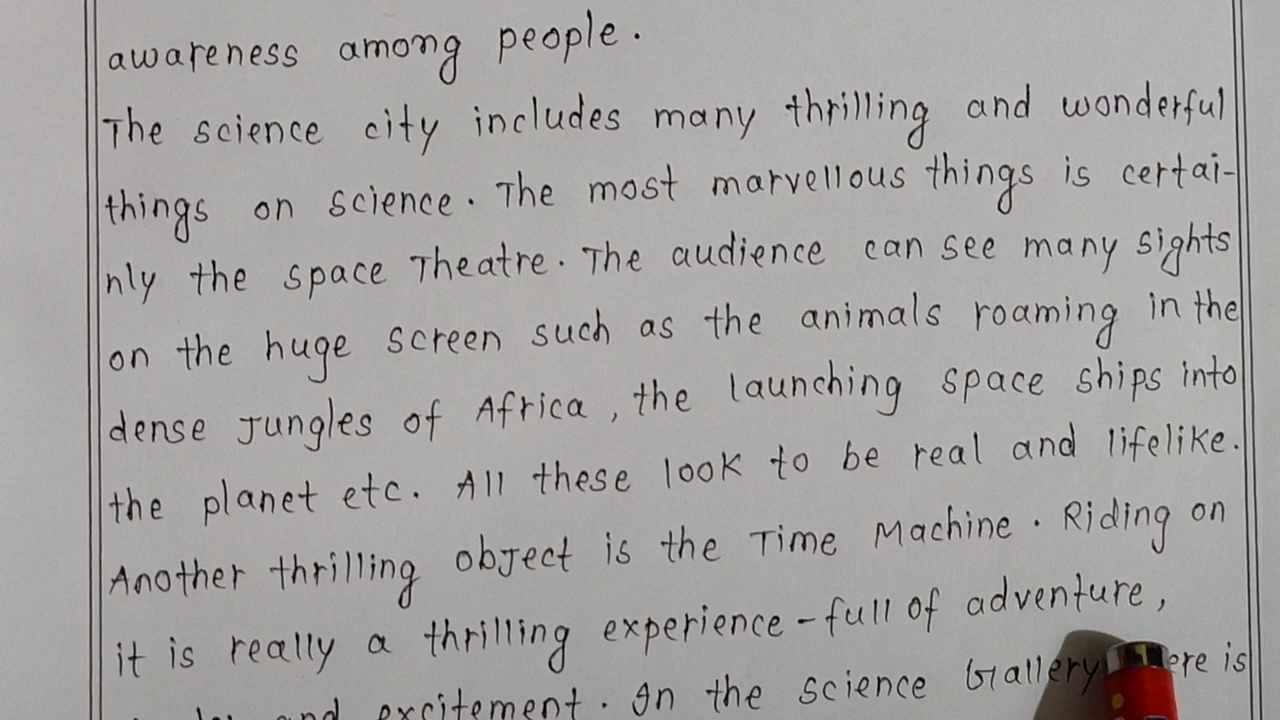 awareness among people.
The science city includes many thrilling and wonderful
things on science. The most marvellous things is certai-
nly the space Theatre. The audience can see many sights
on the huge screen such as the animals roaming in the
dense Jungles of Africa, the launching space ships into
the planet etc. All these look to be real and lifelike.
Another thrilling object is the Time Machine. Riding on
it is really a thrilling experience - full of adventure,
and excitement. In the science Gallery is